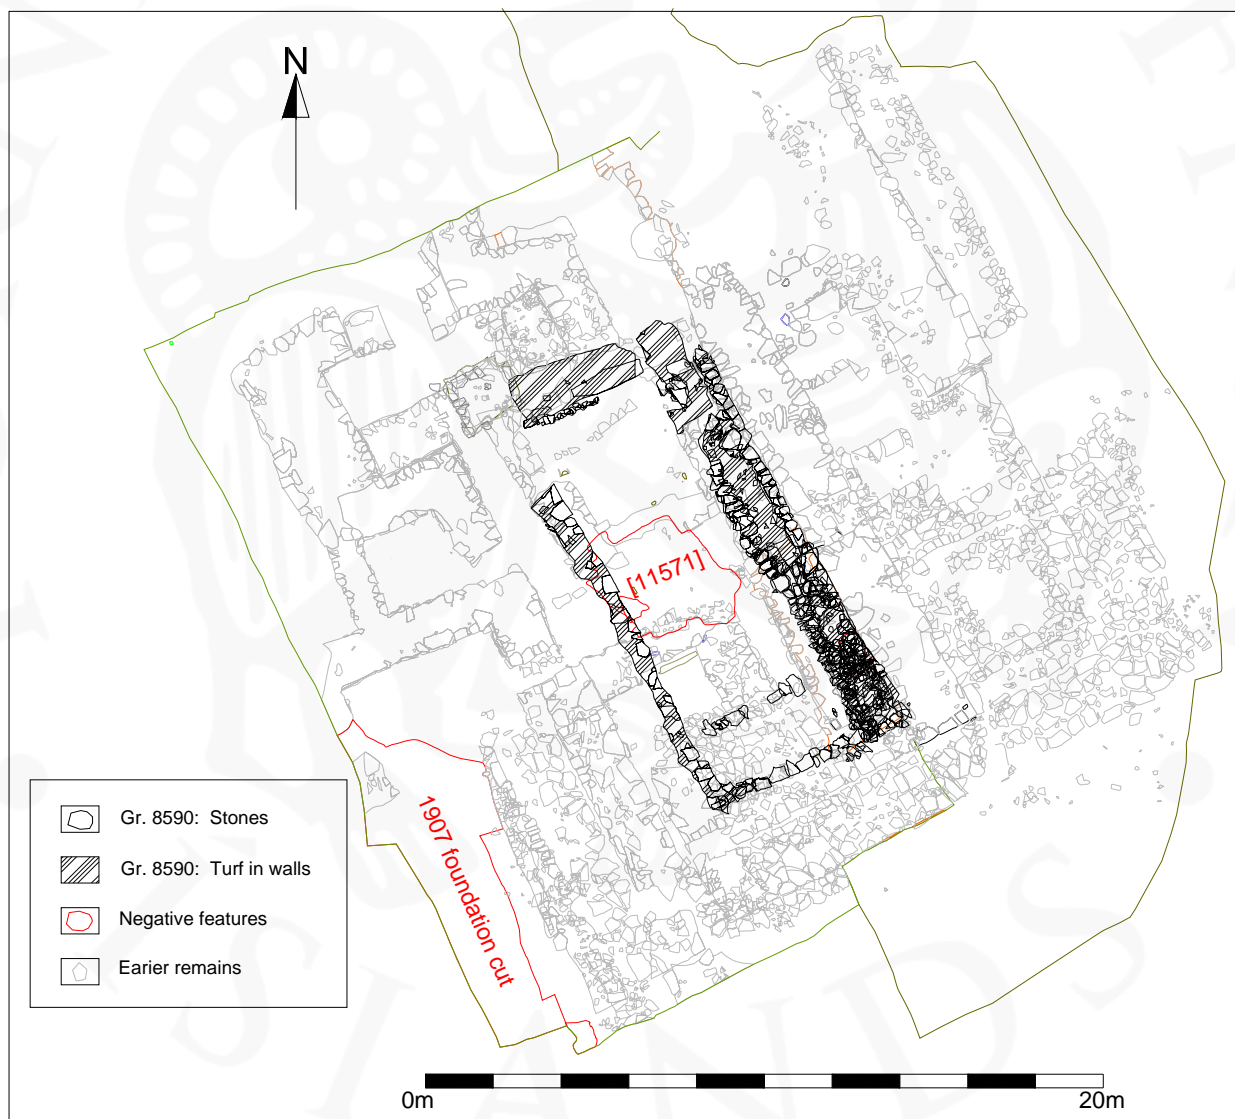 N
[11571]
1907 foundation cut
Gr. 8590: Stones
Gr. 8590: Turf in walls
Negative features
Earier remains
0m
20m